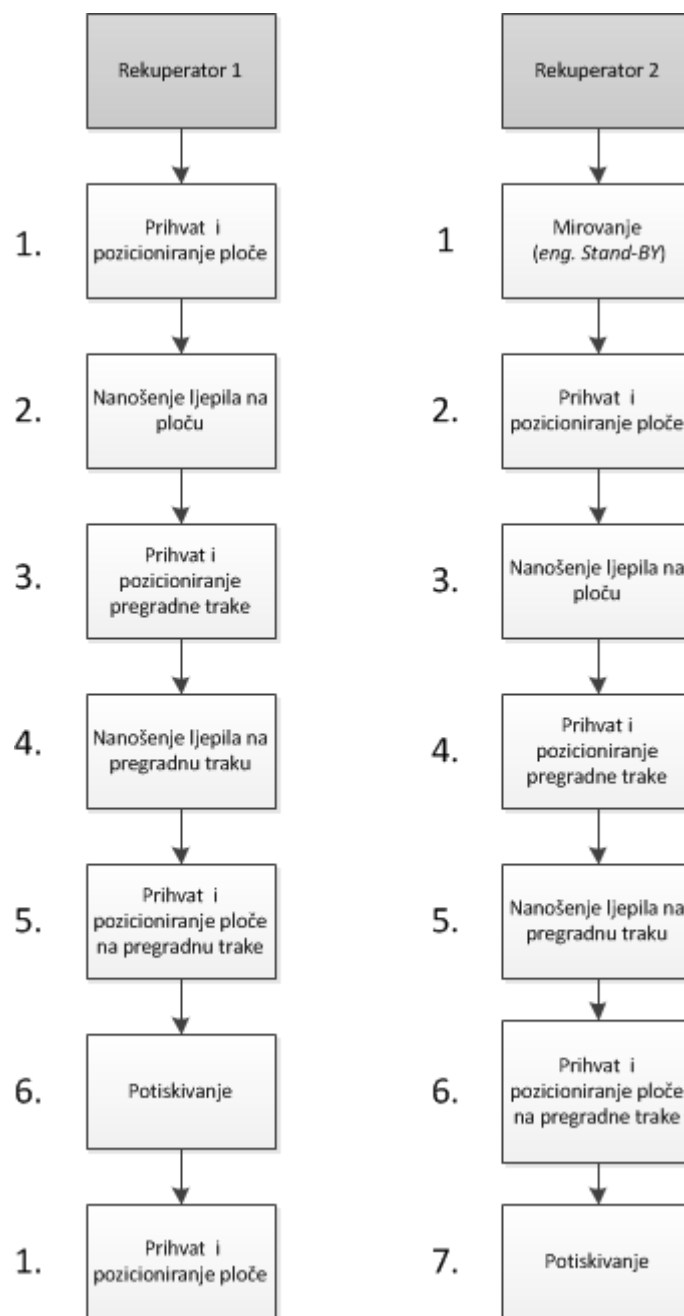 Rekuperator 1
1.
Prihvat i
pozicioniranje ploče
2.
Nanošenje ljepila na
ploču
3.
Prihvat i
pozicioniranje
pregradne trake
4.
Nanošenje ljepila na
pregradnu traku
5.
Prihvat i
pozicioniranje ploče
na pregradnu trake
6.
Potiskivanje
1.
Prihvat i
pozicioniranje ploče
Rekuperator 2
1
Mirovanje
(eng. Stand-BY)
2.
Prihvat i
pozicioniranje ploče
3.
Nanošenje ljepila na
ploču
4.
Prihvat i
pozicioniranje
pregradne trake
5.
Nanošenje ljepila na
pregradnu traku
6.
Prihvat i
pozicioniranje ploče
na pregradne trake
7.
Potiskivanje